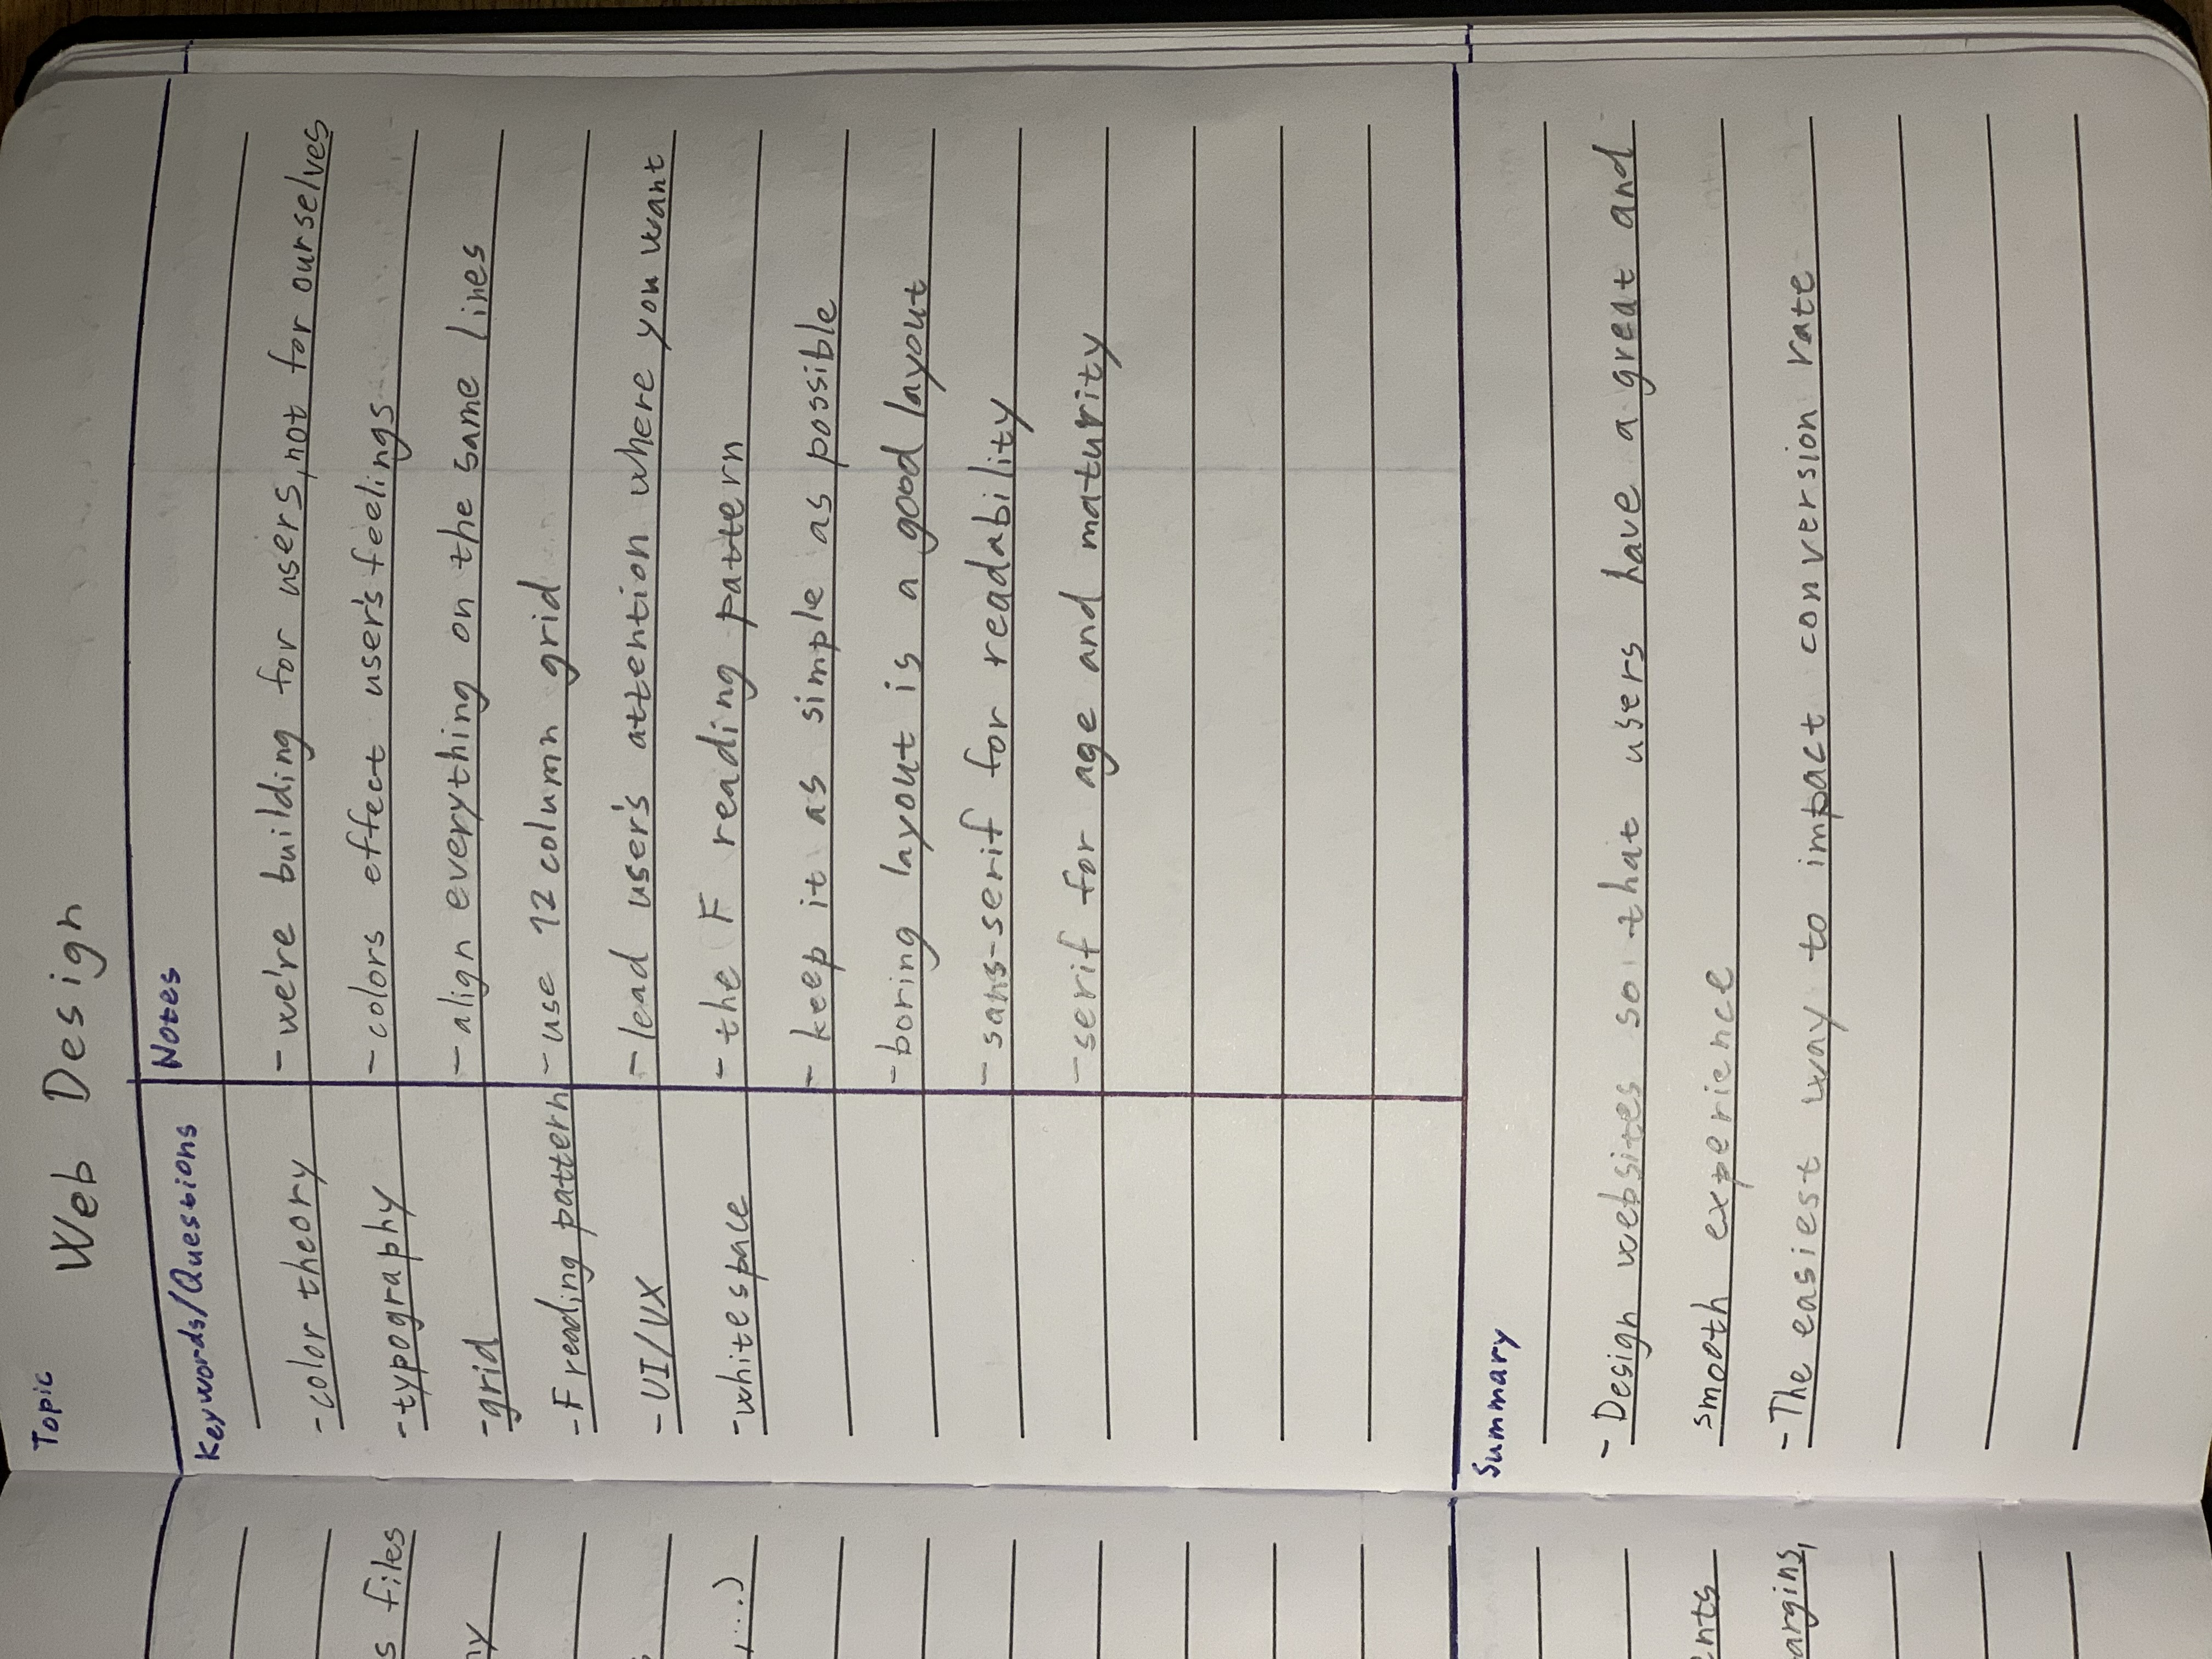 Topic
Web Design
Keywords/Questions
- color theory
- typography
- grid
- F reading pattern
- UI/UX
- whitespace
Notes
- we're building for users, not for ourselves
- colors effect user's feelings
- align everything on the same lines
- use 12 column grid
- lead user's attention where you want
- the F reading pattern
- keep it as simple as possible
- boring layout is a good layout
- sans-serif for readability
- serif for age and maturity
Summary
- Design websites so that users have a great and
smooth experience
- The easiest way to impact conversion rate
s files
,...)